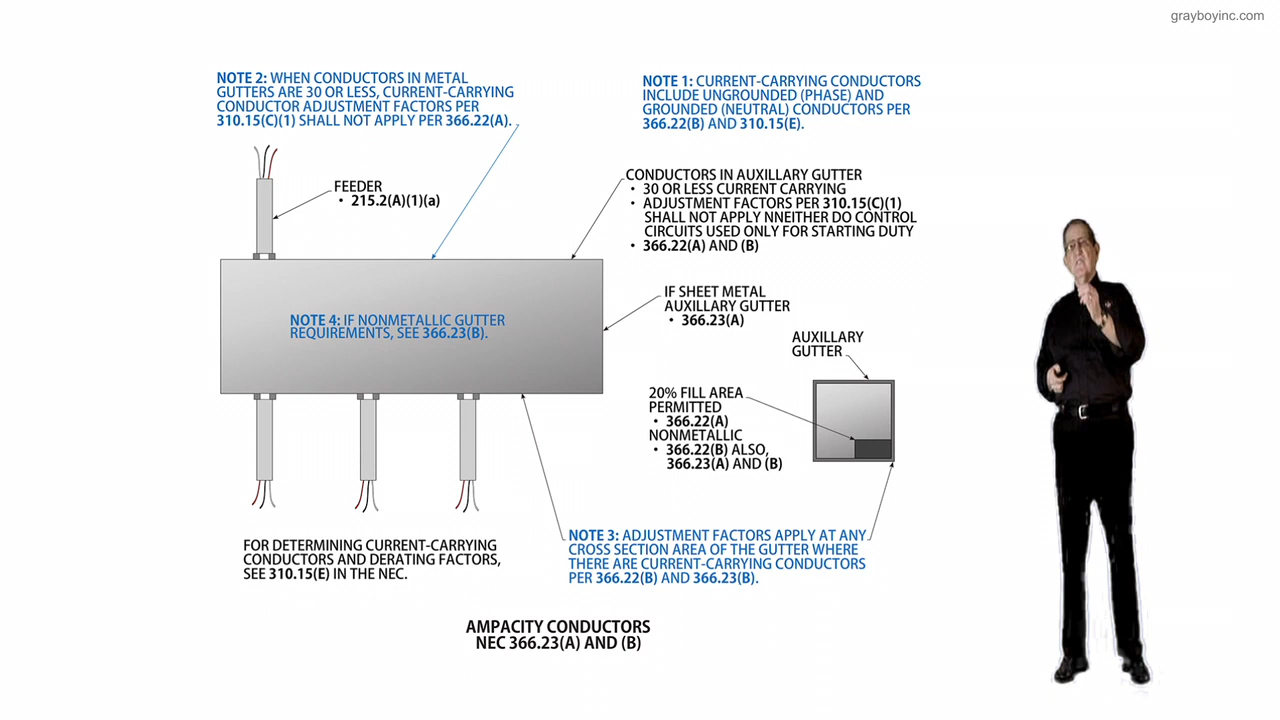 grayboyinc.com
NOTE 2: WHEN CONDUCTORS IN METAL
GUTTERS ARE 30 OR LESS, CURRENT-CARRYING
CONDUCTOR ADJUSTMENT FACTORS PER
310.15(C)(1) SHALL NOT APPLY PER 366.22(A).
NOTE 1: CURRENT-CARRYING CONDUCTORS
INCLUDE UNGROUNDED (PHASE) AND
GROUNDED (NEUTRAL) CONDUCTORS PER
366.22(B) AND 310.15(E).
FEEDER
• 215.2(A)(1)(a)
CONDUCTORS IN AUXILLARY GUTTER
• 30 OR LESS CURRENT CARRYING
• ADJUSTMENT FACTORS PER 310.15(C)(1)
SHALL NOT APPLY NNEITHER DO CONTROL
CIRCUITS USED ONLY FOR STARTING DUTY
• 366.22(A) AND (B)
NOTE 4: IF NONMETALLIC GUTTER
REQUIREMENTS, SEE 366.23(B).
IF SHEET METAL
AUXILLARY GUTTER
• 366.23(A)
AUXILLARY
GUTTER
20% FILL AREA
PERMITTED
• 366.22(A)
NONMETALLIC
• 366.22(B) ALSO,
366.23(A) AND (B)
FOR DETERMINING CURRENT-CARRYING
CONDUCTORS AND DERATING FACTORS,
SEE 310.15(E) IN THE NEC.
NOTE 3: ADJUSTMENT FACTORS APPLY AT ANY
CROSS SECTION AREA OF THE GUTTER WHERE
THERE ARE CURRENT-CARRYING CONDUCTORS
PER 366.22(B) AND 366.23(B).
AMPACITY CONDUCTORS
NEC 366.23(A) AND (B)